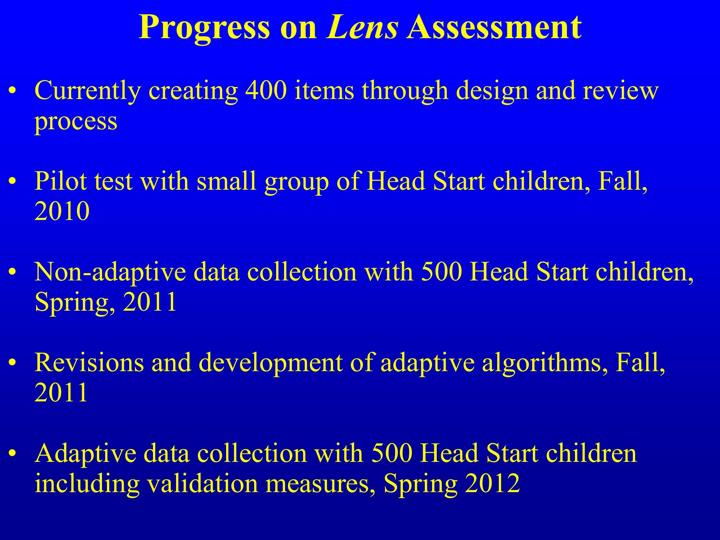 Progress on Lens Assessment
• Currently creating 400 items through design and review
process
• Pilot test with small group of Head Start children, Fall,
2010
• Non-adaptive data collection with 500 Head Start children,
Spring, 2011
• Revisions and development of adaptive algorithms, Fall,
2011
• Adaptive data collection with 500 Head Start children
including validation measures, Spring 2012